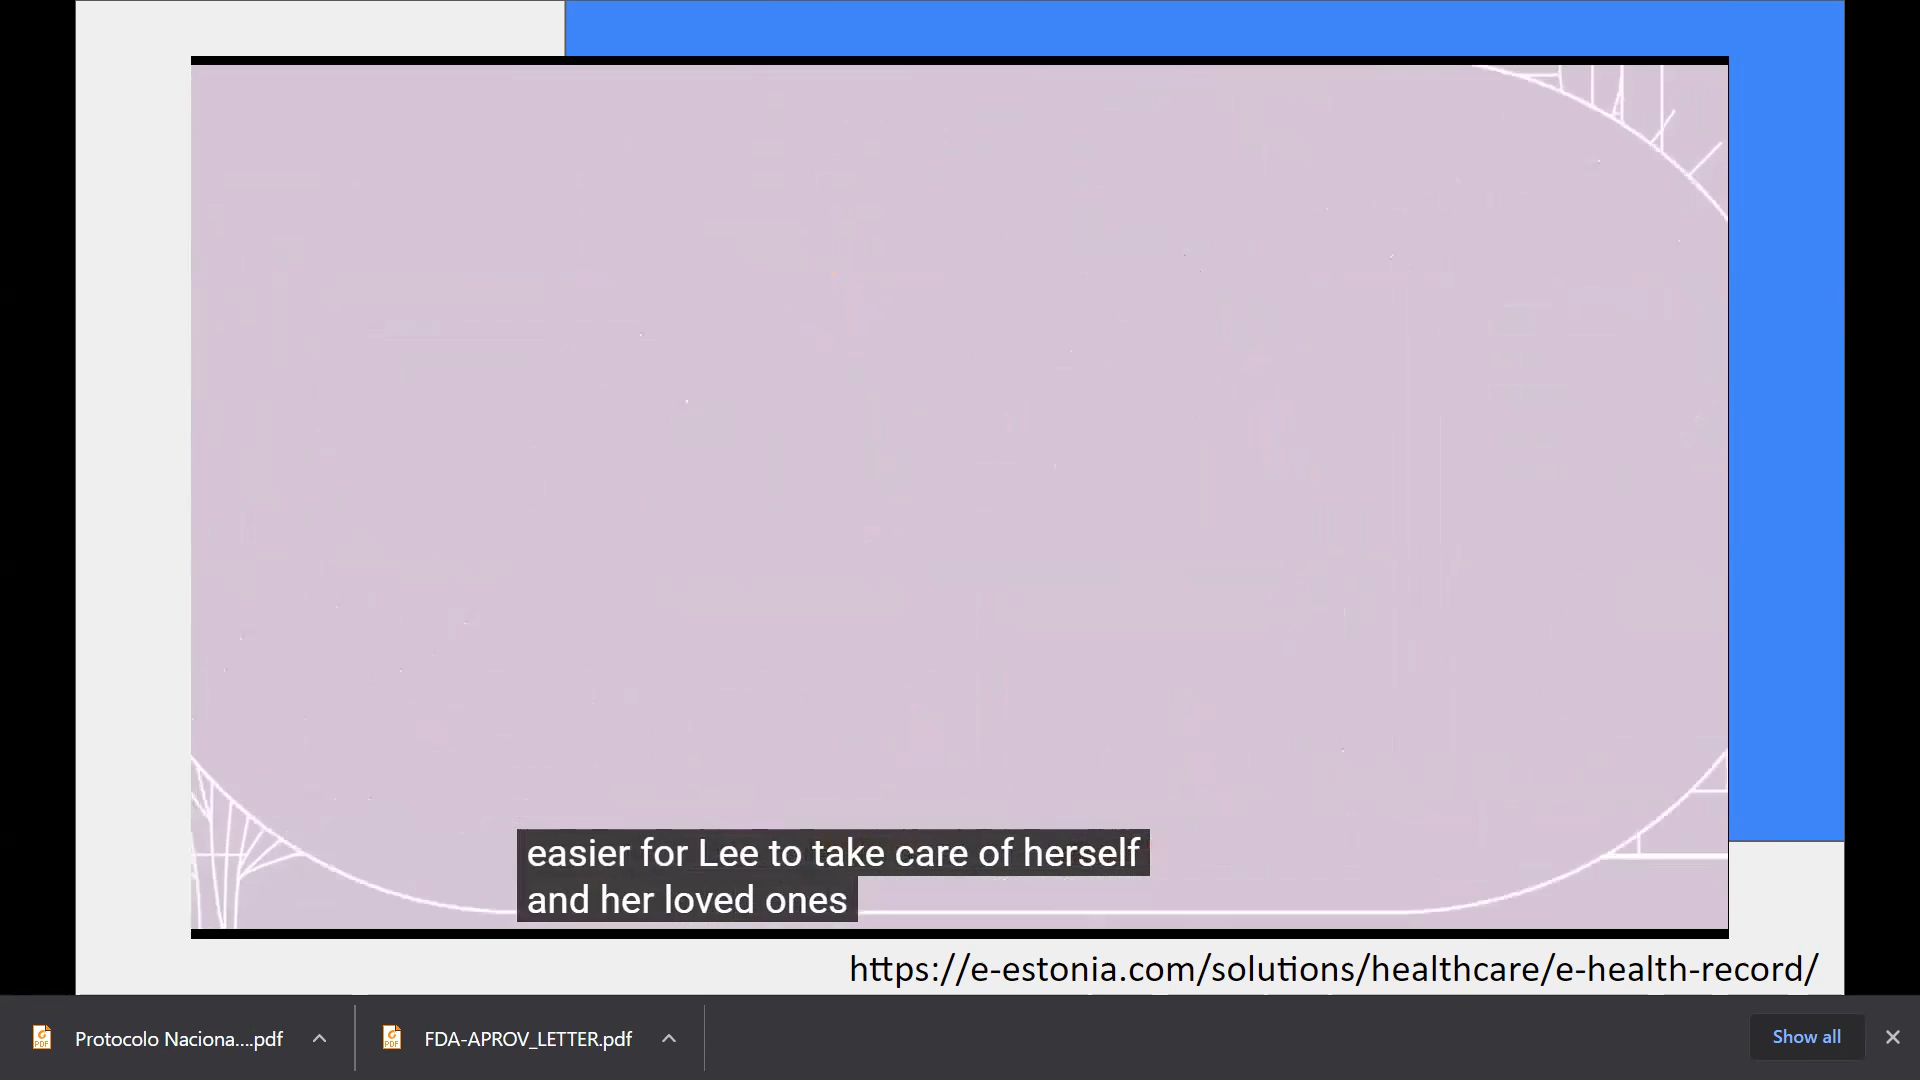 easier for Lee to take care of herself
and her loved ones
https://e-estonia.com/solutions/healthcare/e-health-record/
Protocolo Naciona....pdf
FDA-APROV_LETTER.pdf
Show all